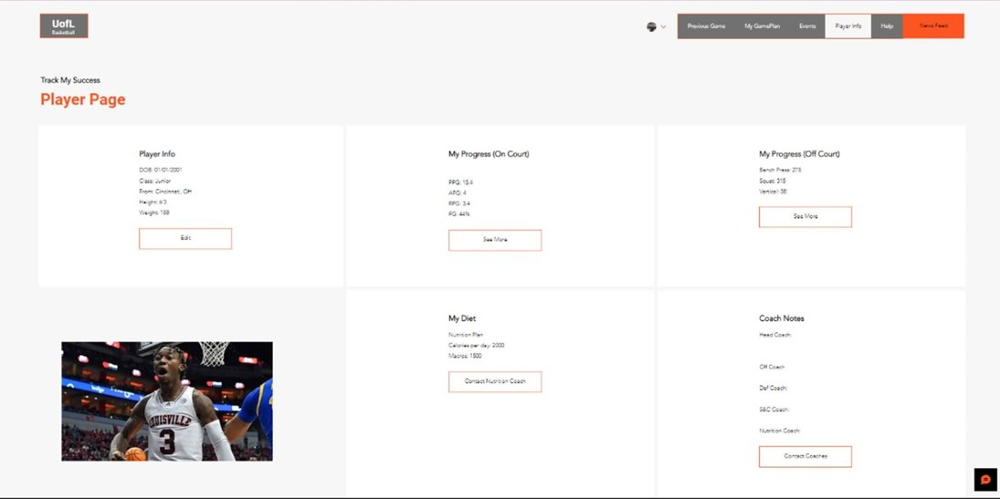 UofL
Basketball
Previous Game
My GamePlan
Events
Player Info
Help
News Feed
Track My Success
Player Page
Player Info
DOB: 01/01/2001
Class: Junior
From: Cincinnati, OH
Height: 6'3
Weight: 188
Edit
My Progress (On Court)
PPG: 15.4
APG: 4
RPG: 3.4
FG: 44%
See More
My Progress (Off Court)
Bench Press: 275
Squat: 315
Vertical: 38'
See More
LOUISVILLE
3
My Diet
Nutrition Plan
Calories per day: 2000
Macros: 1500
Contact Nutrition Coach
Coach Notes
Head Coach:
Off Coach
Def Coach:
S&C Coach:
Nutrition Coach:
Contact Coaches